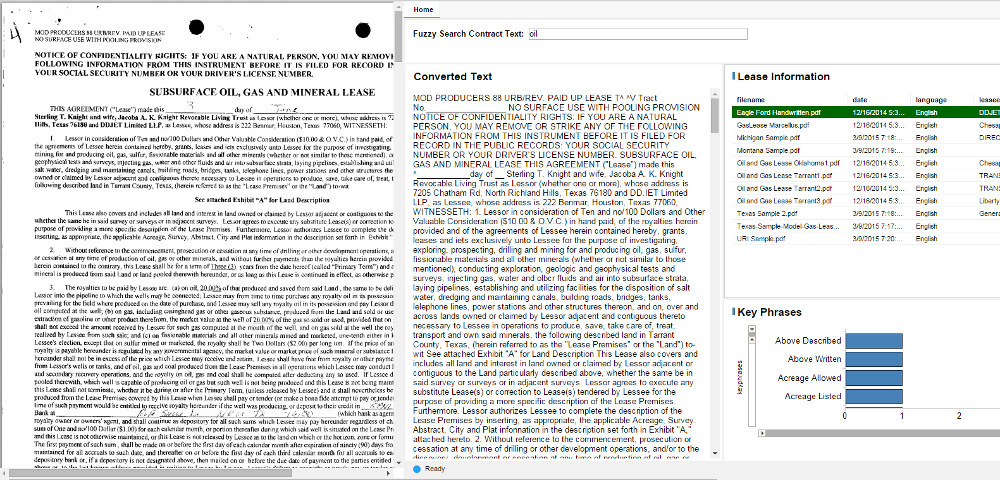 4
MOD PRODUCERS 88 URB/REV. PAID UP LEASE
NO SURFACE USE WITH POOLING PROVISION
NOTICE OF CONFIDENTIALITY RIGHTS: IF YOU ARE A NATURAL PERSON, YOU MAY REMOVE
FOLLOWING INFORMATION FROM THIS INSTRUMENT BEFORE IT IS FILED FOR RECORD IN
YOUR SOCIAL SECURITY NUMBER OR YOUR DRIVER'S LICENSE NUMBER.
SUBSURFACE OIL, GAS AND MINERAL LEASE
THIS AGREEMENT ("Lease") made this 3 day of June
Sterling T. Knight and wife, Jacoba A. K. Knight Revocable Living Trust as Lessor (whether one or more), whose address is 72
Hills, Texas 76180 and DDJET Limited LLP, as Lessee, whose address is 222 Benmar, Houston, Texas 77060, WITNESSETH:
1. Lessor in consideration of Ten and no/100 Dollars and Other Valuable Consideration ($10.00 & O.V.C.) in hand paid, of
the agreements of Lessee herein contained hereby, grants, leases and lets exclusively unto Lessee for the purpose of investigating,
mining for and producing oil, gas, sulfur, fissionable materials and all other minerals (whether or not similar to those mentioned), co
geophysical tests and surveys, injecting gas, water and other fluids and air into subsurface strata, laying pipelines, establishing and util
salt water, dredging and maintaining canals, building roads, bridges, tanks, telephone lines, power stations and other structures the
owned or claimed by Lessor adjacent and contiguous thereto necessary to Lessee in operations to produce, save, take care of, treat, t
following described land in Tarrant County, Texas, (herein referred to as the "Lease Premises" or the "Land") to-wit
See attached Exhibit "A" for Land Description
This Lease also covers and includes all land and interest in land owned or claimed by Lessor adjacent or contiguous to the
whether the same be in said survey or surveys or in adjacent surveys. Lessor agrees to execute any substitute Lease(s) or correction to
purpose of providing a more specific description of the Lease Premises. Furthermore, Lessor authorizes Lessee to complete the de
inserting, as appropriate, the applicable Acreage, Survey, Abstract, City and Plat information in the description set forth in Exhibit "
2. Without reference to the commencement, prosecution or cessation at any time of drilling or other development operations, a
or cessation at any time of production of oil, gas or other minerals, and without further payments than the royalties herein provided
herein contained to the contrary, this Lease shall be for a term of Three (3) years from the date hereof (called "Primary Term") and a
mineral is produced from said Land or land pooled therewith hereunder, or as long as this Lease is continued in effect, as otherwise p
3. The royalties to be paid by Lessee are: (a) on oil, 20.00% of that produced and saved from said Land , the same to be deli
Lessor into the pipeline to which the wells may be connected; Lessee may from time to time purchase any royalty oil in its possession
prevailing for the field where produced on the date of purchase, and Lessee may sell any royalty oil in its possession and pay Lessor th
oil computed at the well; (b) on gas, including casinghead gas or other gaseous substance, produced from the Land and sold or use
extraction of gasoline or other product therefrom, the market value at the well of 20.00% of the gas so sold or used, provided that on
shall not exceed the amount received by Lessee for such gas computed at the mouth of the well, and on gas sold at the well the roy
realized by Lessee from such sale; and (c) on fissionable materials and all other minerals mined and marketed, one-tenth either in k
Lessee's election, except that on sulfur mined or marketed, the royalty shall be Two Dollars ($2.00) per long ton. If the price of an
royalty is payable hereunder is regulated by any governmental agency, the market value or market price of such mineral or substance f
hereunder shall not be in excess of the price which Lessee may receive and retain. Lessee shall have free from royalty or other payme
from Lessor's wells or tanks, and of oil, gas and coal produced from the Lease Premises in all operations which Lessee may conduct h
and secondary recovery operations, and the royalty on oil, gas and coal shall be computed after deducting any so used. If Lessee d
pooled therewith, which well is capable of producing oil or gas but such well is not being produced and this Lease is not being maint
this Lease shall not terminate, whether it be during or after the Primary Term, (unless released by Lessee) and it shall nevertheless be
produced from the Lease Premises covered by this Lease when Lessee shall pay or tender (or make a bona fide attempt to pay or tender
time of such payment would be entitled to receive royalty hereunder if the well was producing, or deposit to their credit in
Bank at TX 76180 (which bank as agent
royalty owner or owners' agent, and shall continue as depository for all such sums which Lessee may pay hereunder regardless of ch
sum of One and no/100 Dollar ($1.00) for each calendar month, or portion thereafter during which said well is situated on the Lease Pr
and this Lease is not otherwise maintained, or this Lease is not released by Lessee as to the land on which or the horizon, zone or forma
The first payment of such sum , shall be made on or before the first day of each calendar month after expiration of ninety (90) days fro
maintained for all accruals to such date, and thereafter on or before the first day of each third calendar month for all accruals to eac
depository bank or, if a depository is not designated above, then mailed on or before the due date of payment to the parties entitled
Home
Fuzzy Search Contract Text: oil
Converted Text
MOD PRODUCERS 88 URB/REV. PAID UP LEASE T^ ^V Tract
No. NO SURFACE USE WITH POOLING PROVISION
NOTICE OF CONFIDENTIALITY RIGHTS: IF YOU ARE A NATURAL
PERSON, YOU MAY REMOVE OR STRIKE ANY OF THE FOLLOWING
INFORMATION FROM THIS INSTRUMENT BEFORE IT IS FILED FOR
RECORD IN THE PUBLIC RECORDS: YOUR SOCIAL SECURITY
NUMBER OR YOUR DRIVER'S LICENSE NUMBER. SUBSURFACE OIL,
GAS AND MINERAL LEASE THIS AGREEMENT ("Lease") made this
^____________ day of __ Sterling T. Knight and wife, Jacoba A. K. Knight
Revocable Living Trust as Lessor (whether one or more), whose address is
7205 Chatham Rd, North Richland Hills, Texas 76180 and DD.IET Limited
LLP, as Lessee, whose address is 222 Benmar, Houston, Texas 77060,
WITNESSETH: 1. Lessor in consideration of Ten and no/100 Dollars and Other
Valuable Consideration ($10.00 & O.V.C.) in hand paid, of the royalties herein
provided and of the agreements of Lessee herein contained hereby, grants,
leases and iets exclusively unto Lessee for the purpose of investigating,
exploring, prospecting, drilling and mining for and producing oil, gas, sulfur,
fissionable materials and all other minerals (whether or not similar to those
mentioned), conducting exploration, geologic and geophysical tests and
surveys, injecting gas, water and olbcr fluids and air into subsurface strata,
laying pipelines, establishing and utilizing facilities for the disposition of salt
water, dredging and maintaining canals, building roads, bridges, tanks,
lelephone lines, power stations and other structures thereon, and on, over and
across lands owned or claimed by Lessor adjacent and contiguous thereto
necessary to Lessee in operations to produce, save, take care of, treat,
transport and own said minerals, the following described land in Tarrant
County, Texas, (herein referred to as the "Lease Premises" or the "Land") to-
wit See attached Exhibit "A" for Land Description This Lease also covers and
includes all land and interest in land owned or claimed by Lessor adjacent or
contiguous to the Land particularly described above, whether the same be in
said survey or surveys or in adjacent surveys. Lessor agrees to execute any
substitute Lease(s) or correction to Lease(s) tendered by Lessee for the
purpose of providing a more specific description of the Lease Premises.
Furthermore. Lessor authorizes Lessee to complete the description of the
Lease Premises by inserting, as appropriate, the applicable Acreage, Survey.
Abstract, City and Plat infonnation in the description set forth in Exhibit "A,"
attached hereto. 2. Without reference to the commencement, prosecution or
cessation at any time of drilling or other development operations, and/or to the
discovery, development or cessation at any time of production of oil, gas or
Ready
Lease Information
filename date language lessee
Eagle Ford Handwritten.pdf 12/16/2014 5:3... English DDJET
GasLease Marcellus.pdf 12/16/2014 5:3... English Chesap
Michigan Sample.pdf 3/9/2015 7:18:... English DIREC
Montana Sample.pdf 3/9/2015 7:19:... English
Oil and Gas Lease Oklahoma1.pdf 12/16/2014 5:3... English Chesap
Oil and Gas Lease Tarrant1.pdf 12/16/2014 5:3... English TRANS
Oil and Gas Lease Tarrant2.pdf 12/16/2014 5:3... English TRANS
Oil and Gas Lease Tarrant3.pdf 12/16/2014 5:3... English Liberty
Texas Sample 2.pdf 3/9/2015 7:18:... English Genera
Texas-Sample-Model-Gas-Leas... 3/9/2015 7:17:... English
URI Sample.pdf 3/9/2015 7:20:... English
Key Phrases
keyphrases
Above Described
Above Written
Acreage Allowed
Acreage Listed
0 1 2